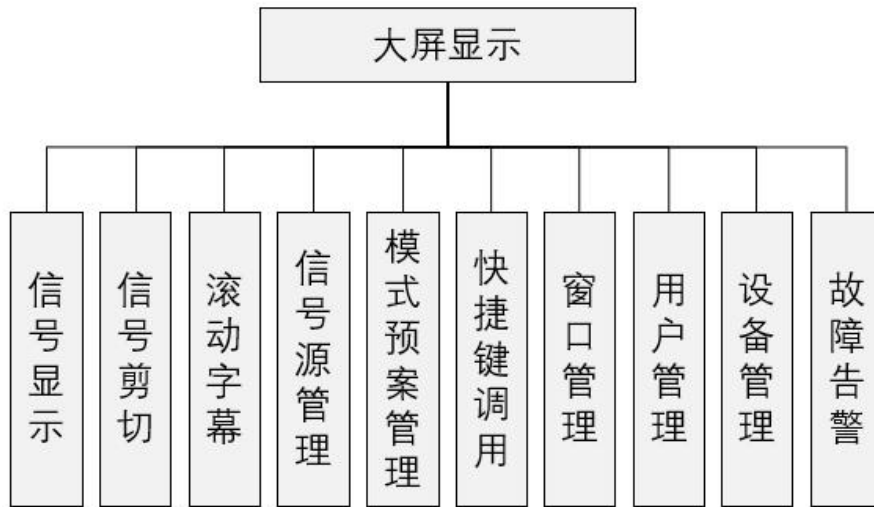 大屏显示
信号显示
信号剪切
滚动字幕
信号源管理
模式预案管理
快捷键调用
窗口管理
用户管理
设备管理
故障告警